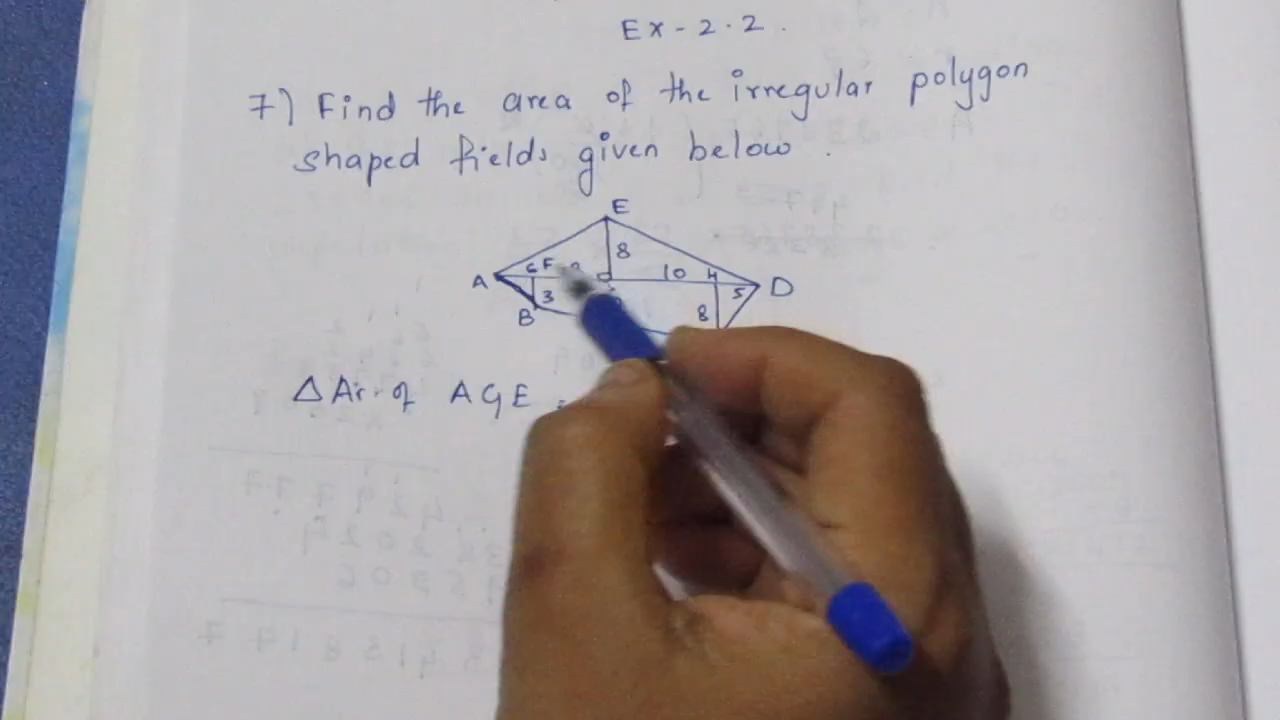 Ex-2.2.
7) Find the area of the irregular polygon
shaped fields given below.
E
8
A 6 F 10 H D
3 5
B 8
△ Ar. of AGE =